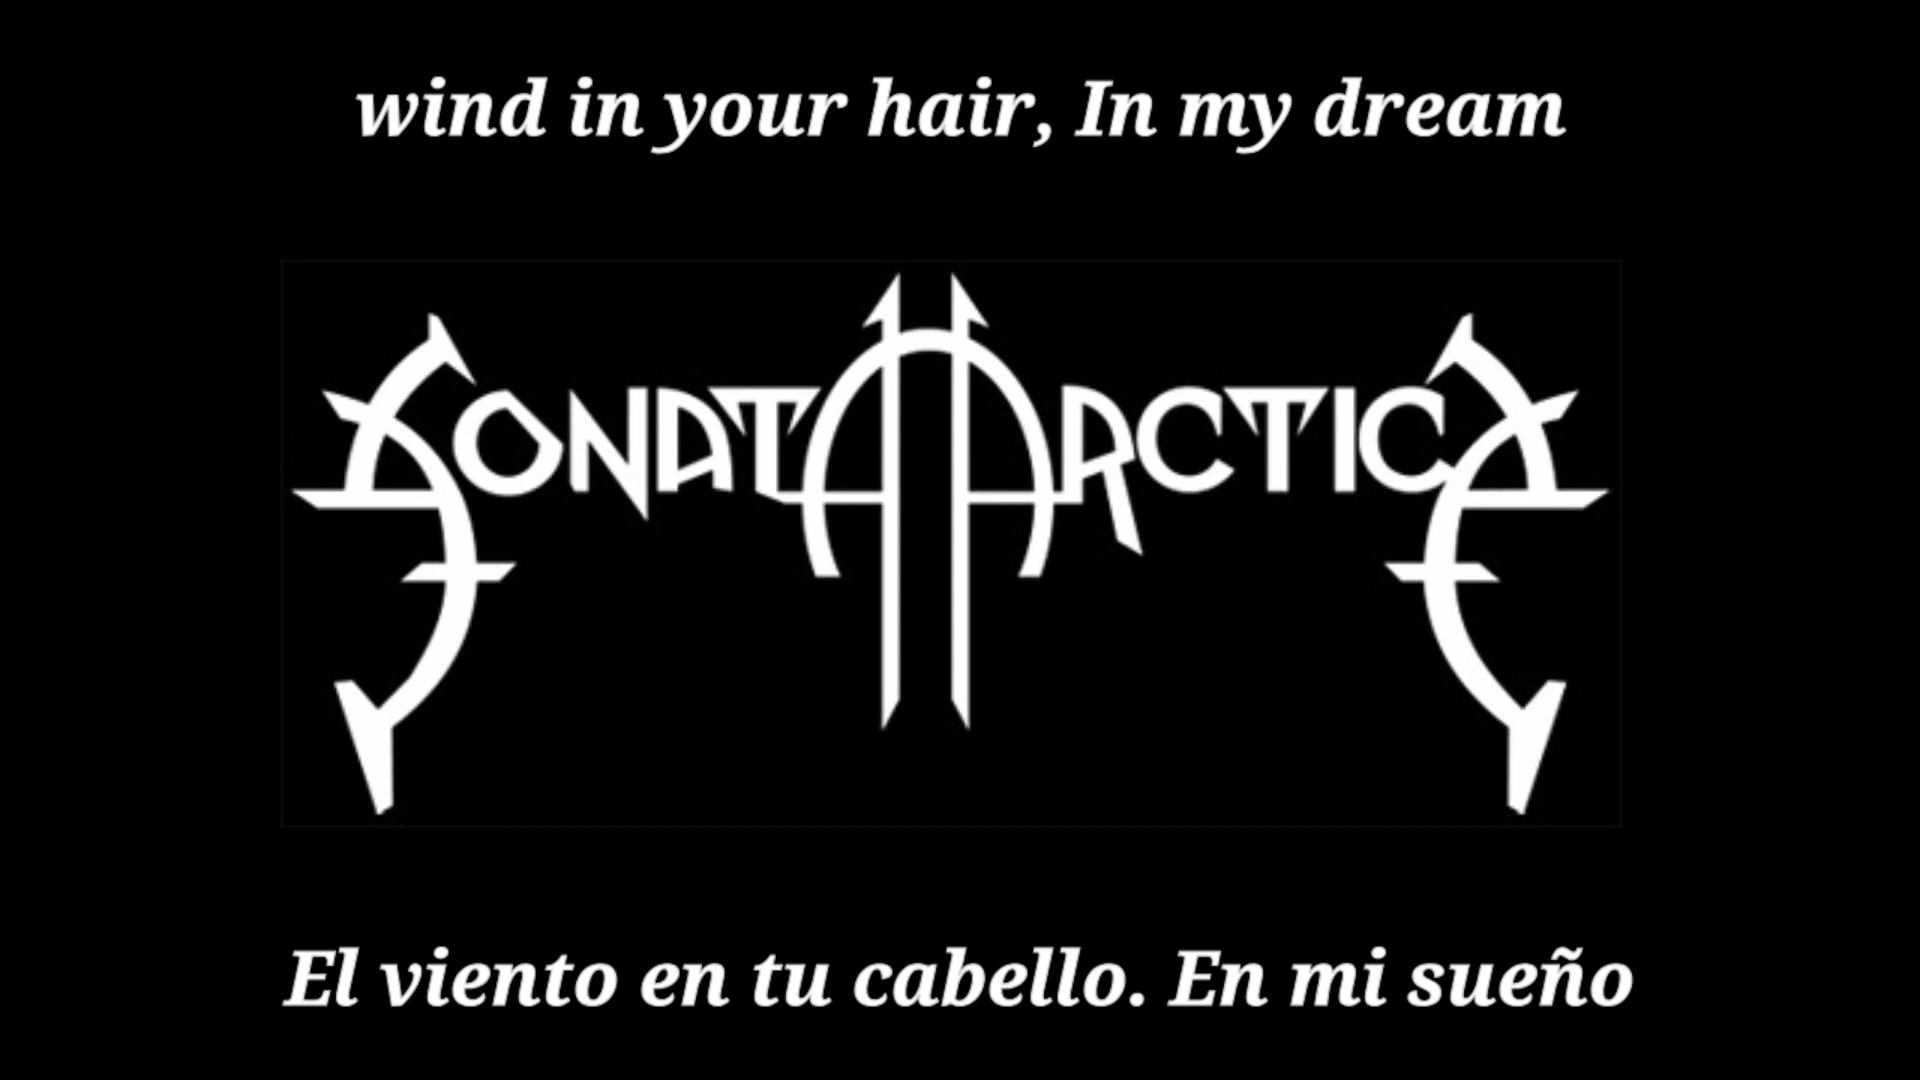 wind in your hair, In my dream
SONATA ARCTICA
El viento en tu cabello. En mi sueño